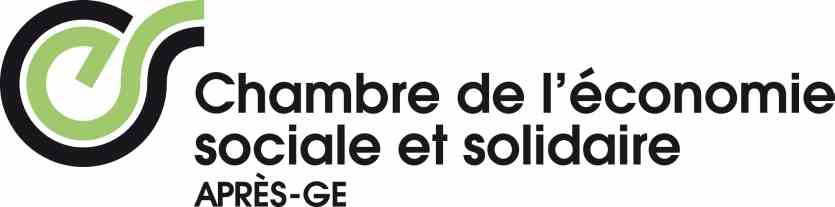 Chambre de l'économie
sociale et solidaire
APRÈS-GE